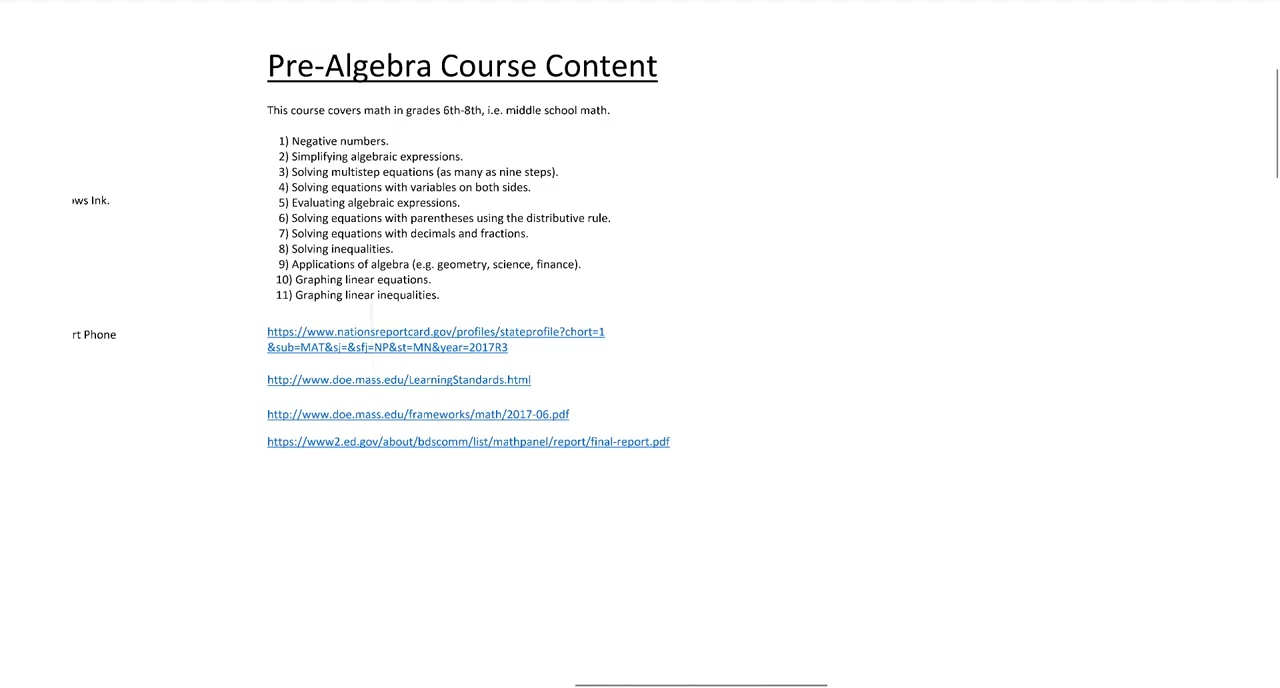 Pre-Algebra Course Content
This course covers math in grades 6th-8th, i.e. middle school math.
1) Negative numbers.
2) Simplifying algebraic expressions.
3) Solving multistep equations (as many as nine steps).
4) Solving equations with variables on both sides.
5) Evaluating algebraic expressions.
6) Solving equations with parentheses using the distributive rule.
7) Solving equations with decimals and fractions.
8) Solving inequalities.
9) Applications of algebra (e.g. geometry, science, finance).
10) Graphing linear equations.
11) Graphing linear inequalities.
https://www.nationsreportcard.gov/profiles/stateprofile?chort=1
&sub=MAT&sj=&sfj=NP&st=MN&year=2017R3
http://www.doe.mass.edu/LearningStandards.html
http://www.doe.mass.edu/frameworks/math/2017-06.pdf
https://www2.ed.gov/about/bdscomm/list/mathpanel/report/final-report.pdf
ows Ink.
rt Phone